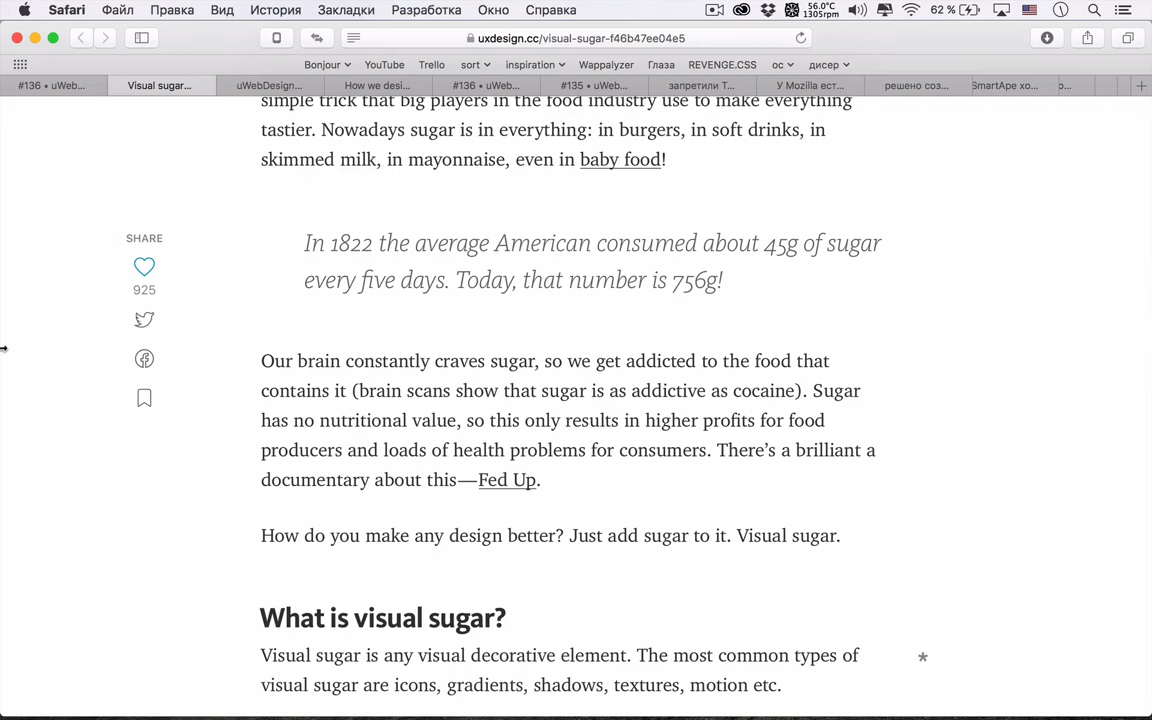 Safari Файл Правка Вид История Закладки Разработка Окно Справка 56.0°C 1305rpm 62 %
uxdesign.cc/visual-sugar-f46b47ee04e5
Bonjour YouTube Trello sort inspiration Wappalyzer Глаза REVENGE.CSS ос дисер
#136 • uWeb... Visual sugar... uWebDesign... How we desi... #136 • uWeb... #135 • uWeb... запретили Т... У Mozilla ест... решено соз... SmartApe хо...
simple trick that big players in the food industry use to make everything
tastier. Nowadays sugar is in everything: in burgers, in soft drinks, in
skimmed milk, in mayonnaise, even in baby food!
SHARE
925
In 1822 the average American consumed about 45g of sugar
every five days. Today, that number is 756g!
Our brain constantly craves sugar, so we get addicted to the food that
contains it (brain scans show that sugar is as addictive as cocaine). Sugar
has no nutritional value, so this only results in higher profits for food
producers and loads of health problems for consumers. There's a brilliant a
documentary about this—Fed Up.
How do you make any design better? Just add sugar to it. Visual sugar.
What is visual sugar?
Visual sugar is any visual decorative element. The most common types of
visual sugar are icons, gradients, shadows, textures, motion etc.
*